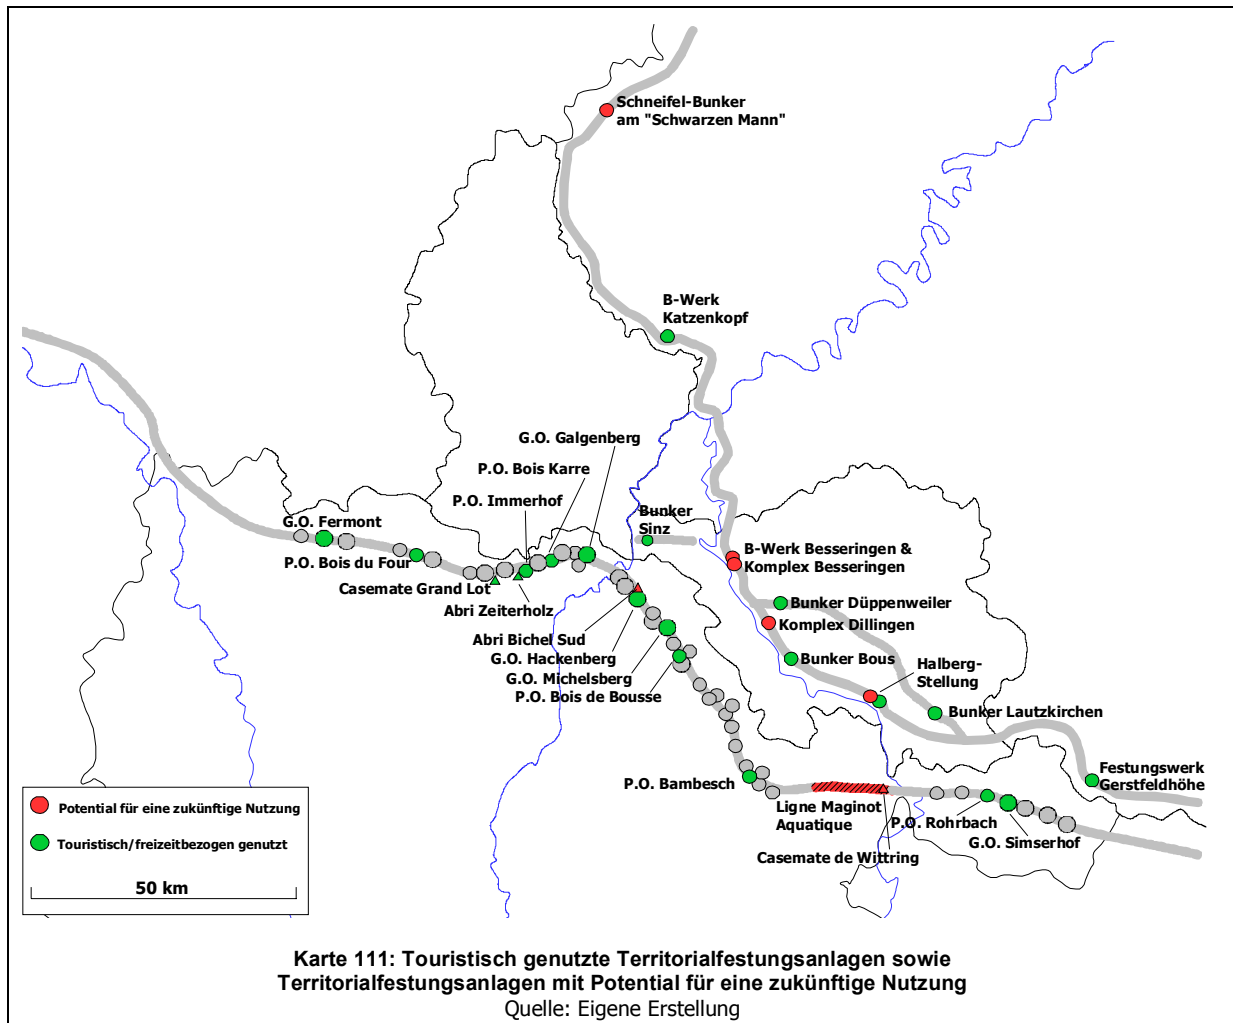 Schneifel-Bunker
am "Schwarzen Mann"
B-Werk
Katzenkopf
G.O. Galgenberg
P.O. Bois Karre
P.O. Immerhof
G.O. Fermont
P.O. Bois du Four
Casemate Grand Lot
Abri Zeiterholz
Bunker
Sinz
B-Werk Besseringen &
Komplex Besseringen
Bunker Düppenweiler
Komplex Dillingen
Bunker Bous
Abri Bichel Sud
G.O. Hackenberg
G.O. Michelsberg
P.O. Bois de Bousse
Halberg-
Stellung
Bunker Lautzkirchen
P.O. Bambesch
Ligne Maginot
Aquatique
Casemate de Wittring
P.O. Rohrbach
G.O. Simserhof
Festungswerk
Gerstfeldhöhe
Potential für eine zukünftige Nutzung
Touristisch/freizeitbezogen genutzt
50 km
Karte 111: Touristisch genutzte Territorialfestungsanlagen sowie
Territorialfestungsanlagen mit Potential für eine zukünftige Nutzung
Quelle: Eigene Erstellung